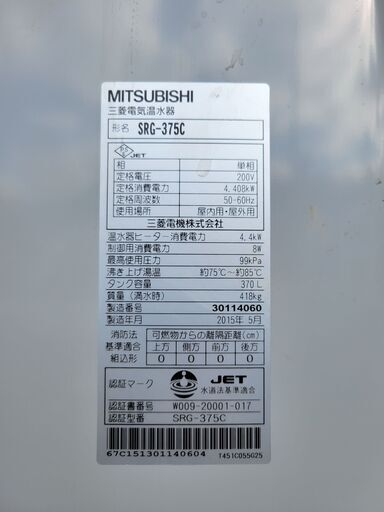 MITSUBISHI
三菱電気温水器
形名 SRG-375C
JET
相 単相
定格電圧 200V
定格消費電力 4,408kW
定格周波数 50-60Hz
使用場所 屋内用・屋外用
三菱電機株式会社
温水器ヒーター消費電力 4,4kW
制御用消費電力 8W
最高使用圧力 99kPa
沸き上げ湯温 約75℃~約85℃
タンク容量 370L
質量(満水時) 418kg
製造番号 30114060
製造年月 2015年 5月
消防法 可燃物からの離隔距離(cm)
基準適合 上方 側方 前方 後方
組込形 0 0 0 0
認証マーク JET
水道法基準適合
認証書番号 W009-20001-017
認証型番 SRG-375C
67C151301140604 T451C055G25